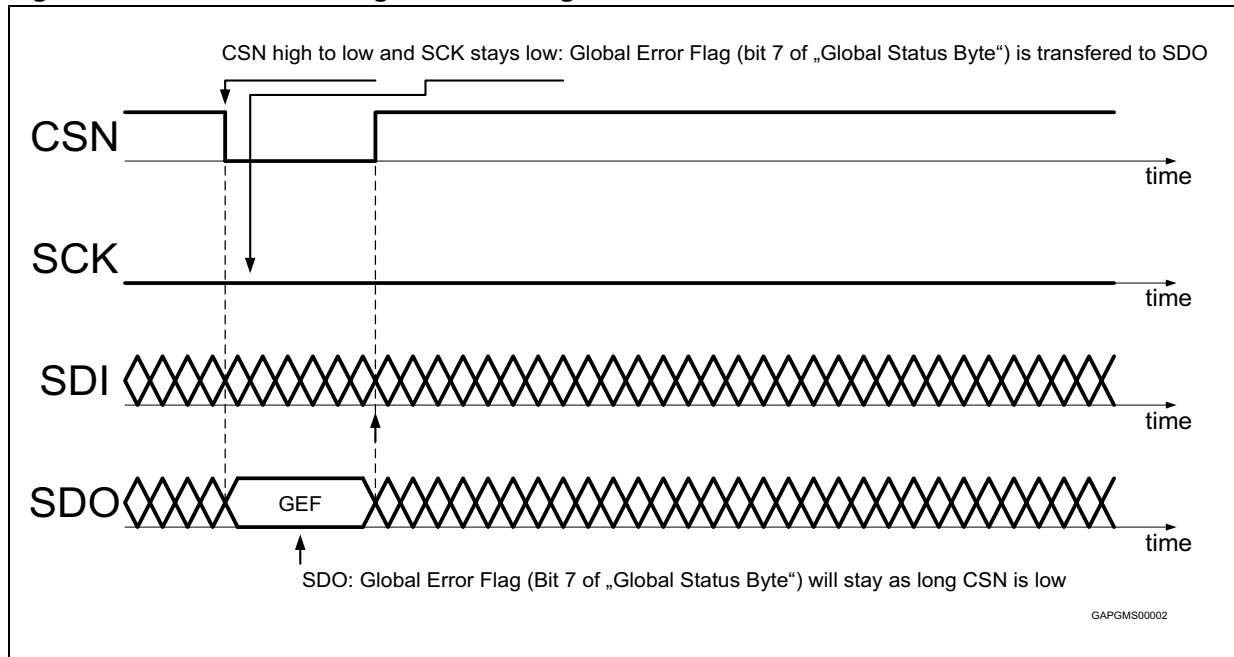 CSN high to low and SCK stays low: Global Error Flag (bit 7 of „Global Status Byte“) is transfered to SDO
CSN
time
SCK
time
SDI
time
SDO
GEF
time
SDO: Global Error Flag (Bit 7 of „Global Status Byte“) will stay as long CSN is low
GAPGMS00002